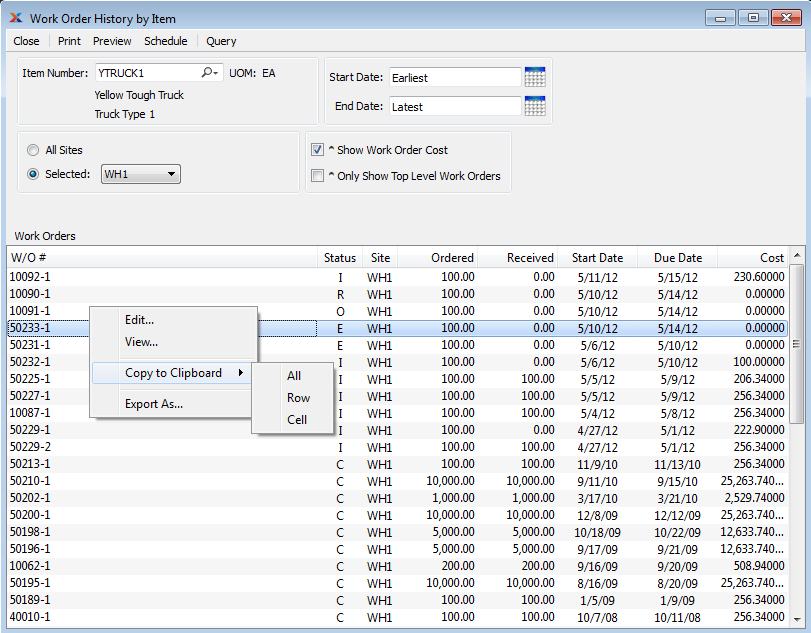 Work Order History by Item
Close Print Preview Schedule Query
Item Number: YTRUCK1 UOM: EA
Yellow Tough Truck
Truck Type 1
Start Date: Earliest
End Date: Latest
All Sites
Selected: WH1
^ Show Work Order Cost
^ Only Show Top Level Work Orders
Work Orders
W/O # Status Site Ordered Received Start Date Due Date Cost
10092-1 I WH1 100.00 0.00 5/11/12 5/15/12 230.60000
10090-1 R WH1 100.00 0.00 5/10/12 5/14/12 0.00000
10091-1 O WH1 100.00 0.00 5/10/12 5/14/12 0.00000
50233-1 E WH1 100.00 0.00 5/10/12 5/14/12 0.00000
50231-1 E WH1 100.00 0.00 5/6/12 5/10/12 0.00000
50232-1 I WH1 100.00 0.00 5/6/12 5/10/12 100.00000
50225-1 I WH1 100.00 100.00 5/5/12 5/9/12 206.34000
50227-1 I WH1 100.00 100.00 5/5/12 5/9/12 256.34000
10087-1 I WH1 100.00 100.00 5/4/12 5/8/12 256.34000
50229-1 I WH1 100.00 100.00 4/27/12 5/1/12 222.90000
50229-2 I WH1 100.00 100.00 4/27/12 5/1/12 256.34000
50213-1 C WH1 100.00 100.00 11/9/10 11/13/10 256.34000
50210-1 C WH1 10,000.00 10,000.00 9/11/10 9/15/10 25,263.740...
50202-1 C WH1 1,000.00 1,000.00 3/17/10 3/21/10 2,529.74000
50200-1 C WH1 10,000.00 10,000.00 12/8/09 12/12/09 25,263.740...
50198-1 C WH1 5,000.00 5,000.00 10/18/09 10/22/09 12,633.740...
50196-1 C WH1 5,000.00 5,000.00 9/17/09 9/21/09 12,633.740...
10062-1 C WH1 200.00 200.00 9/16/09 9/20/09 508.94000
50195-1 C WH1 10,000.00 10,000.00 8/16/09 8/20/09 25,263.740...
50189-1 C WH1 100.00 100.00 1/5/09 1/9/09 256.34000
40010-1 C WH1 100.00 100.00 10/7/08 10/11/08 256.34000
Edit...
View...
Copy to Clipboard
Export As...
All
Row
Cell